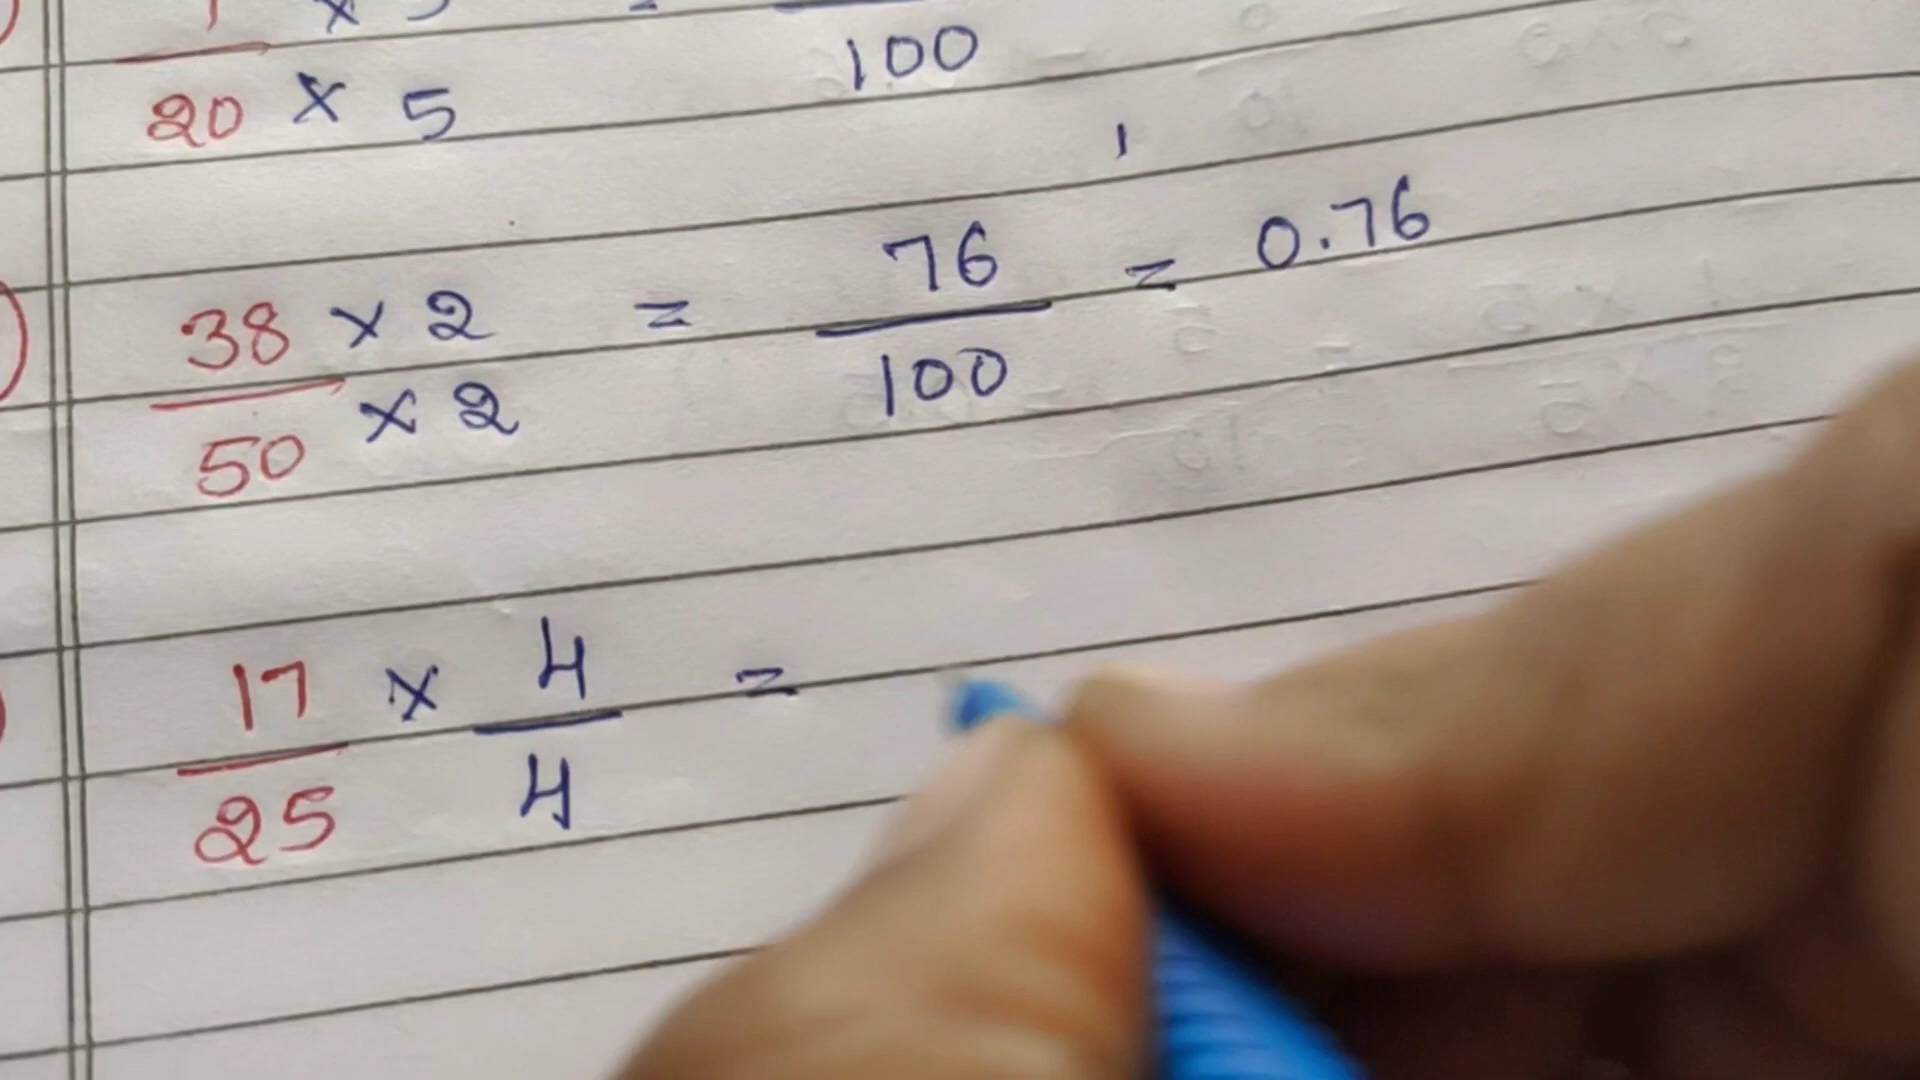 20 × 5 100
38 × 2 = 76 = 0.76
50 × 2 100
17 × 4 =
25 4